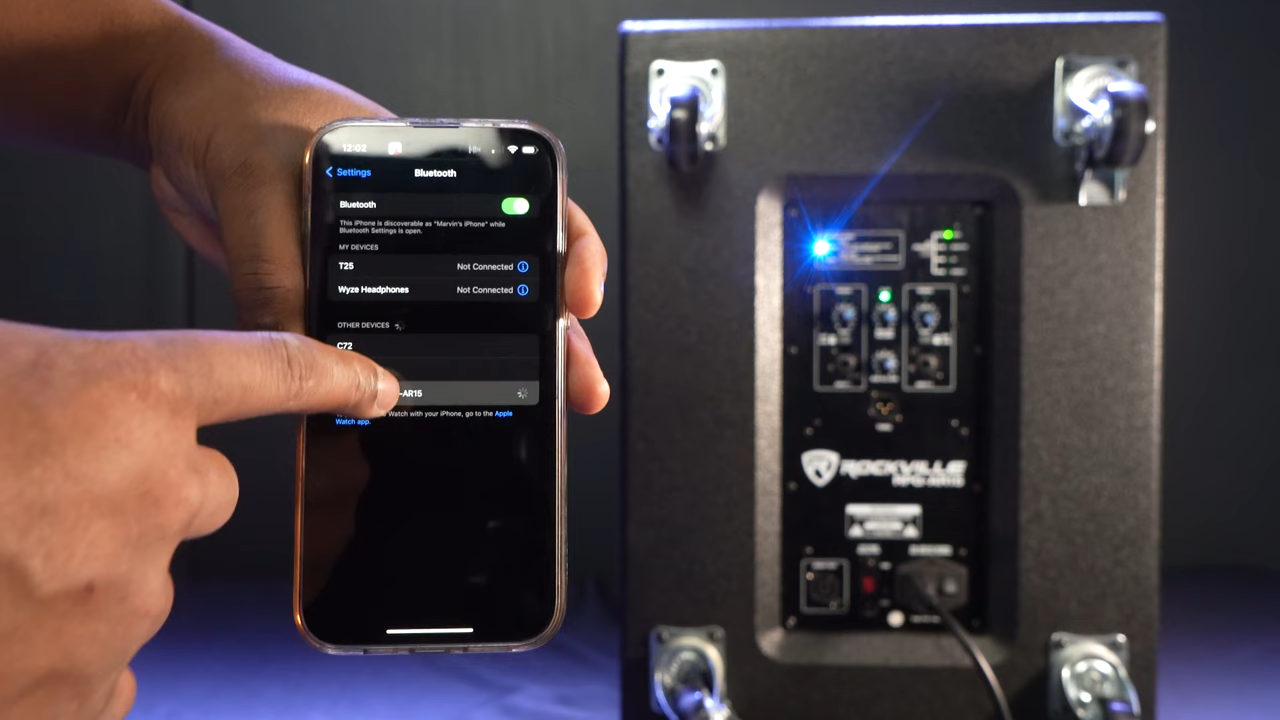 12:02
Settings
Bluetooth
Bluetooth
This iPhone is discoverable as "Marvin's iPhone" while
Bluetooth Settings is open.
MY DEVICES
T25
Not Connected
Wyze Headphones
Not Connected
OTHER DEVICES
C72
-AR15
Watch with your iPhone, go to the Apple
Watch app.
ROCKVILLE